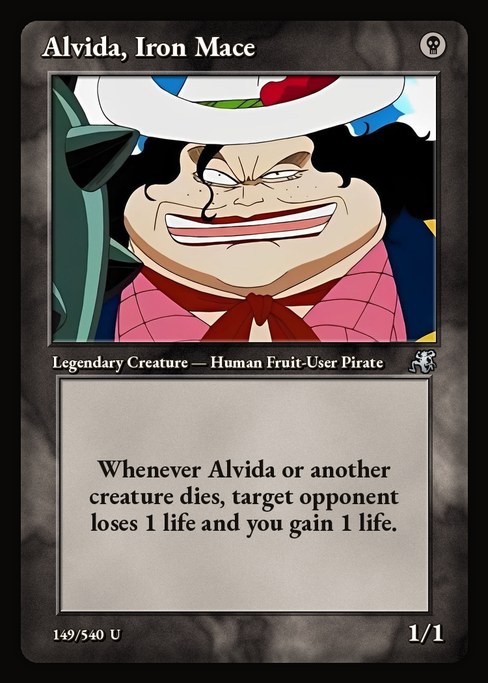 Alvida, Iron Mace
Legendary Creature — Human Fruit-User Pirate
Whenever Alvida or another
creature dies, target opponent
loses 1 life and you gain 1 life.
149/540 U
1/1